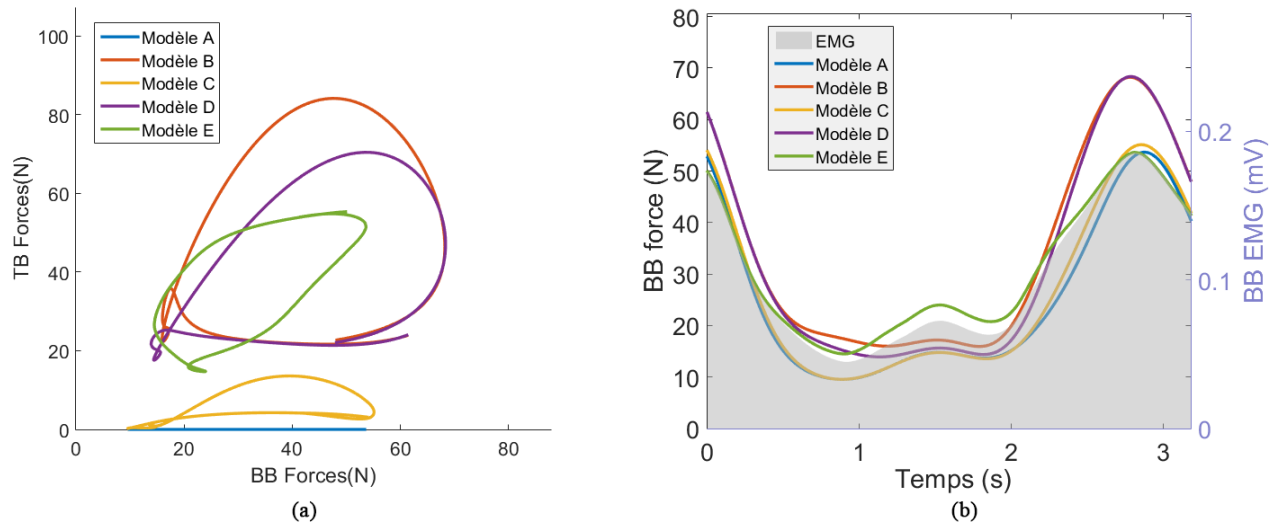 100
80
60
40
20
0
TB Forces(N)
Modèle A
Modèle B
Modèle C
Modèle D
Modèle E
0 20 40 60 80
BB Forces(N)
(a)
80
70
60
50
40
30
20
10
0
BB force (N)
EMG
Modèle A
Modèle B
Modèle C
Modèle D
Modèle E
0.2
0.1
0
BB EMG (mV)
0 1 2 3
Temps (s)
(b)